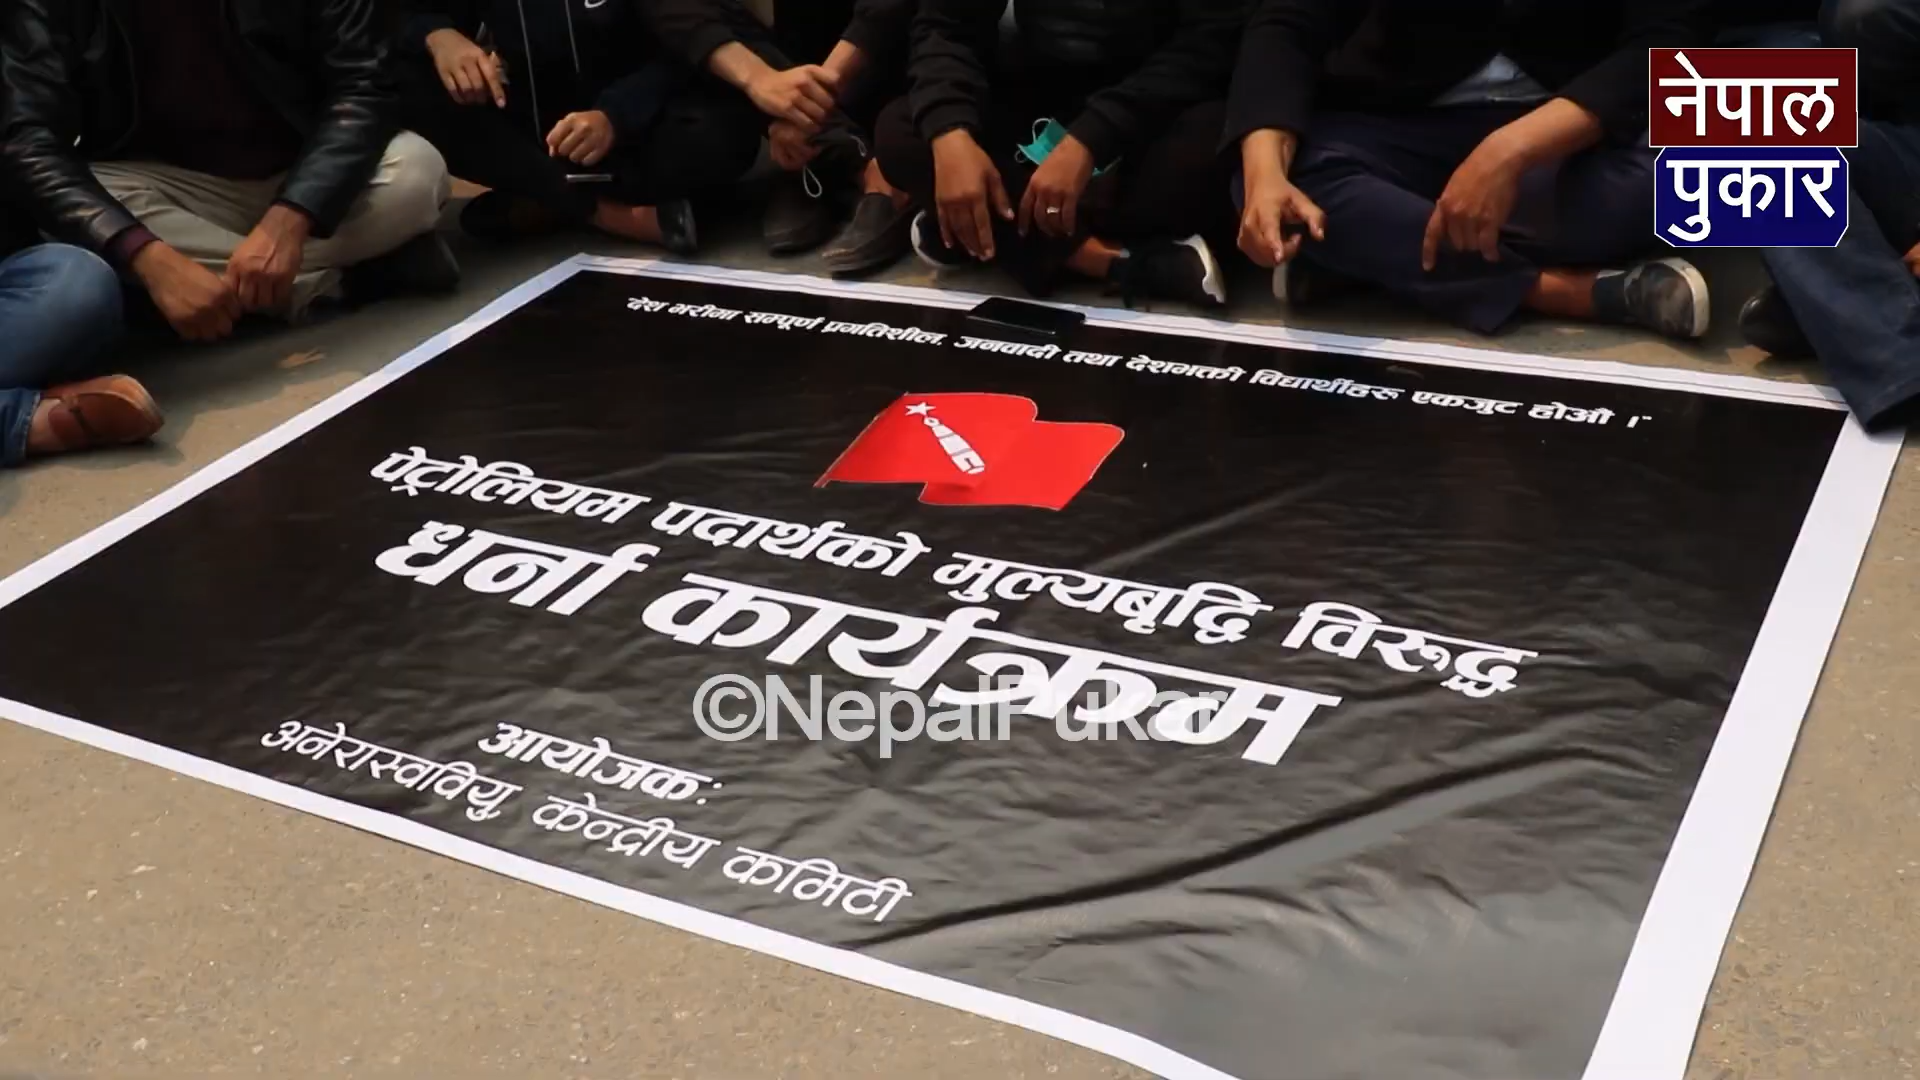 नेपाल
पुकार
"देश भरीमा सम्पूर्ण प्रगतिशील, जनवादी तथा देशभक्ती विद्यार्थीहरु एकजुट होऔ ।"
पेट्रोलियम पदार्थको मुल्यबृद्धि विरूद्ध
धर्ना कार्यक्रम
©NepalPukar
आयोजक:
अनेरास्ववियु, केन्द्रीय कमिटी